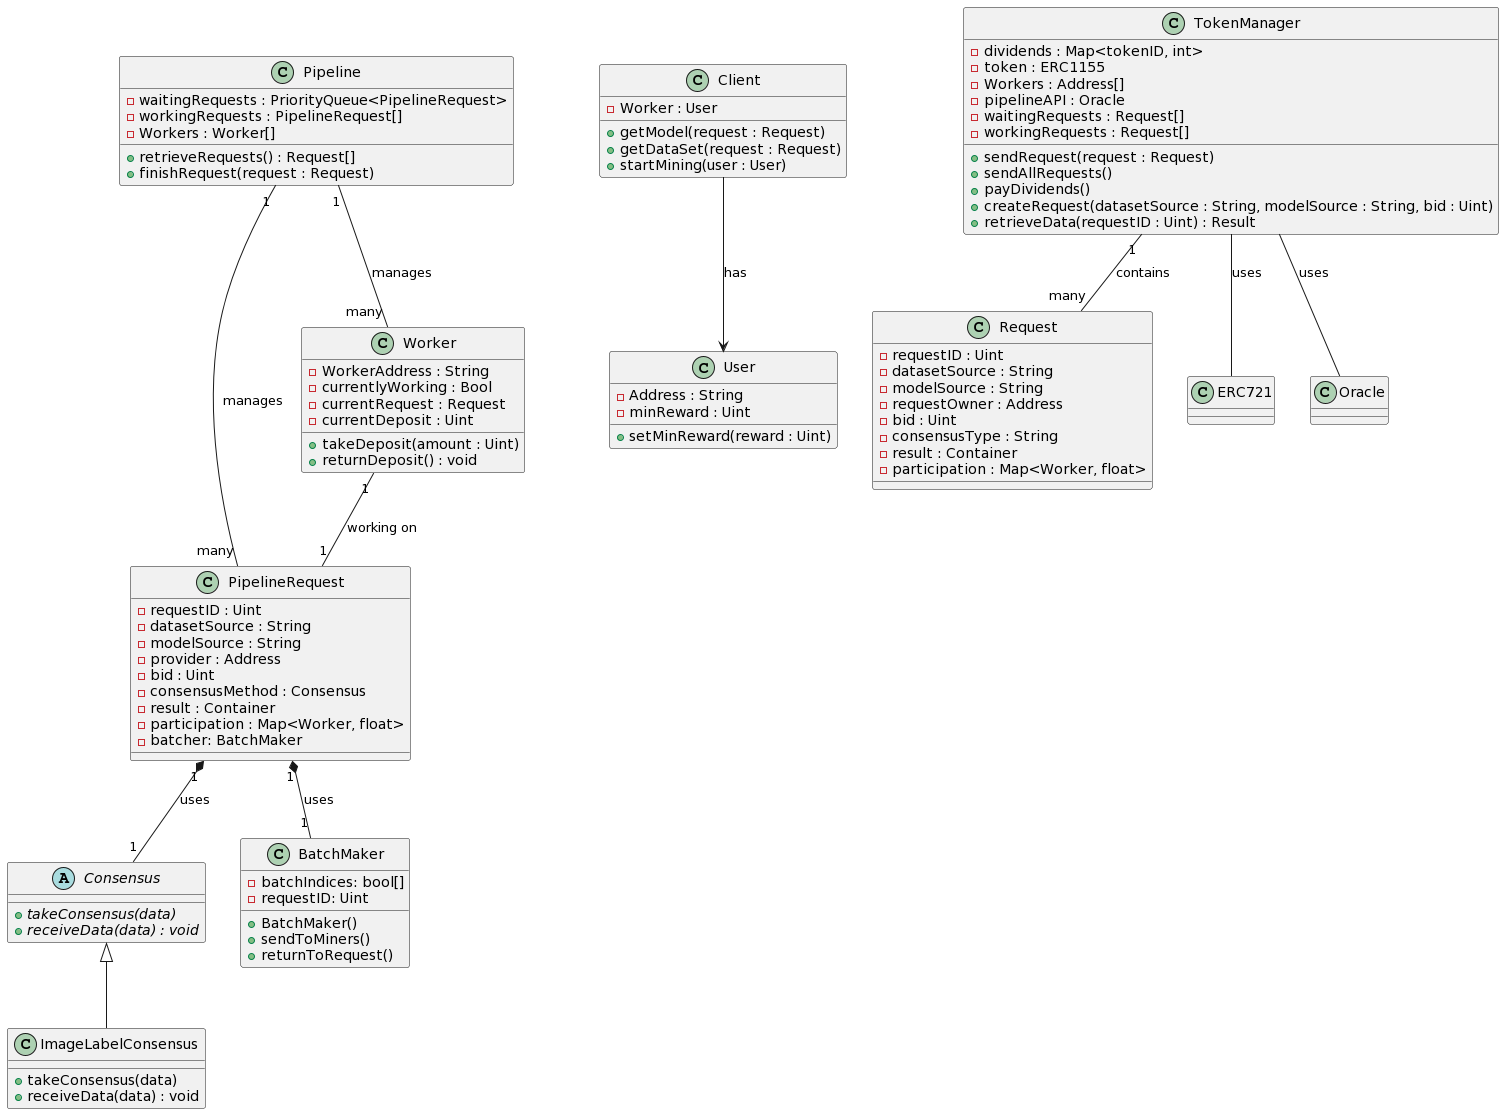 C Pipeline
waitingRequests : PriorityQueue<PipelineRequest>
workingRequests : PipelineRequest[]
Workers : Worker[]
retrieveRequests() : Request[]
finishRequest(request : Request)
C Client
Worker : User
getModel(request : Request)
getDataSet(request : Request)
startMining(user : User)
C TokenManager
dividends : Map<tokenID, int>
token : ERC1155
Workers : Address[]
pipelineAPI : Oracle
waitingRequests : Request[]
workingRequests : Request[]
sendRequest(request : Request)
sendAllRequests()
payDividends()
createRequest(datasetSource : String, modelSource : String, bid : Uint)
retrieveData(requestID : Uint) : Result
1
1
manages
many
manages
many
has
1
contains
many
uses
uses
C Worker
WorkerAddress : String
currentlyWorking : Bool
currentRequest : Request
currentDeposit : Uint
takeDeposit(amount : Uint)
returnDeposit() : void
C User
Address : String
minReward : Uint
setMinReward(reward : Uint)
C Request
requestID : Uint
datasetSource : String
modelSource : String
requestOwner : Address
bid : Uint
consensusType : String
result : Container
participation : Map<Worker, float>
C ERC721
C Oracle
1
working on
1
C PipelineRequest
requestID : Uint
datasetSource : String
modelSource : String
provider : Address
bid : Uint
consensusMethod : Consensus
result : Container
participation : Map<Worker, float>
batcher: BatchMaker
1
uses
1
1
uses
1
A Consensus
takeConsensus(data)
receiveData(data) : void
C BatchMaker
batchIndices: bool[]
requestID: Uint
BatchMaker()
sendToMiners()
returnToRequest()
C ImageLabelConsensus
takeConsensus(data)
receiveData(data) : void